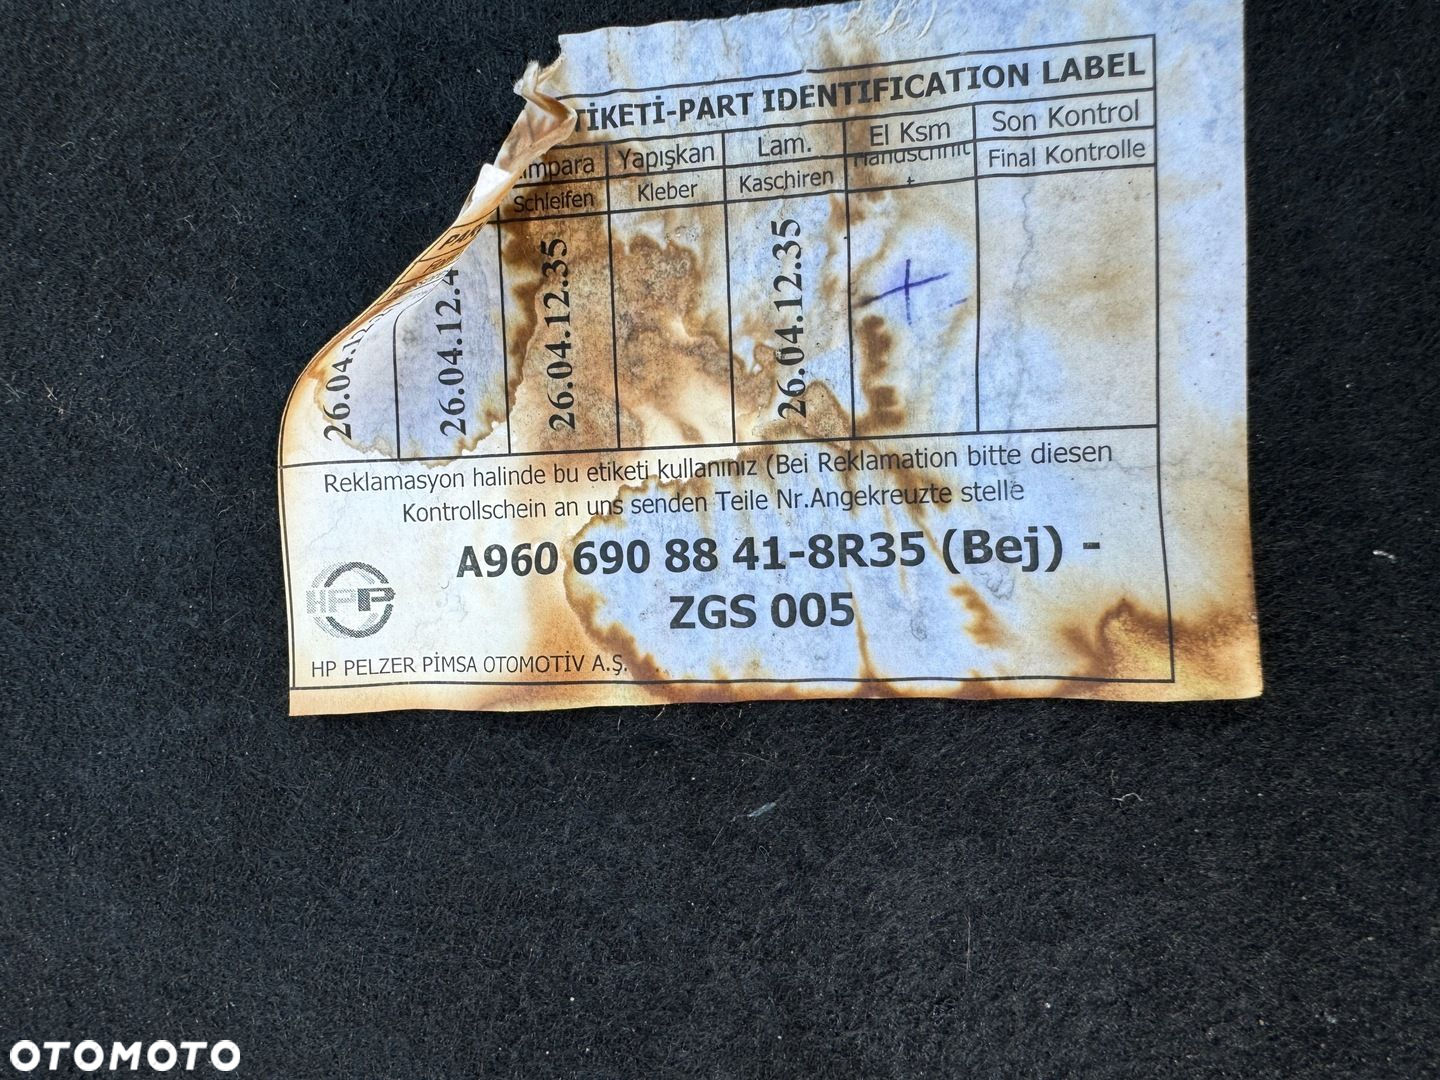 TİKETİ-PART IDENTIFICATION LABEL
Yapışkan Lam. El Ksm Son Kontrol
Schleifen Kleber Kaschiren Final Kontrolle
26.04.12.35 26.04.12.35
Reklamasyon halinde bu etiketi kullanınız (Bei Reklamation bitte diesen
Kontrollschein an uns senden Teile Nr.Angekreuzte stelle
A960 690 88 41-8R35 (Bej) -
ZGS 005
HPP
HP PELZER PİMSA OTOMOTİV A.Ş.
OTOMOTO